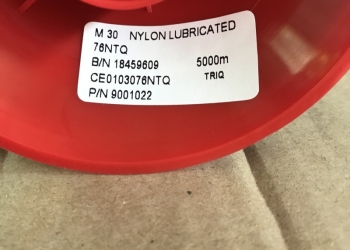 M 30 NYLON LUBRICATED
76NTQ
B/N 18459609 5000m
CE0103076NTQ TRIQ
P/N 9001022